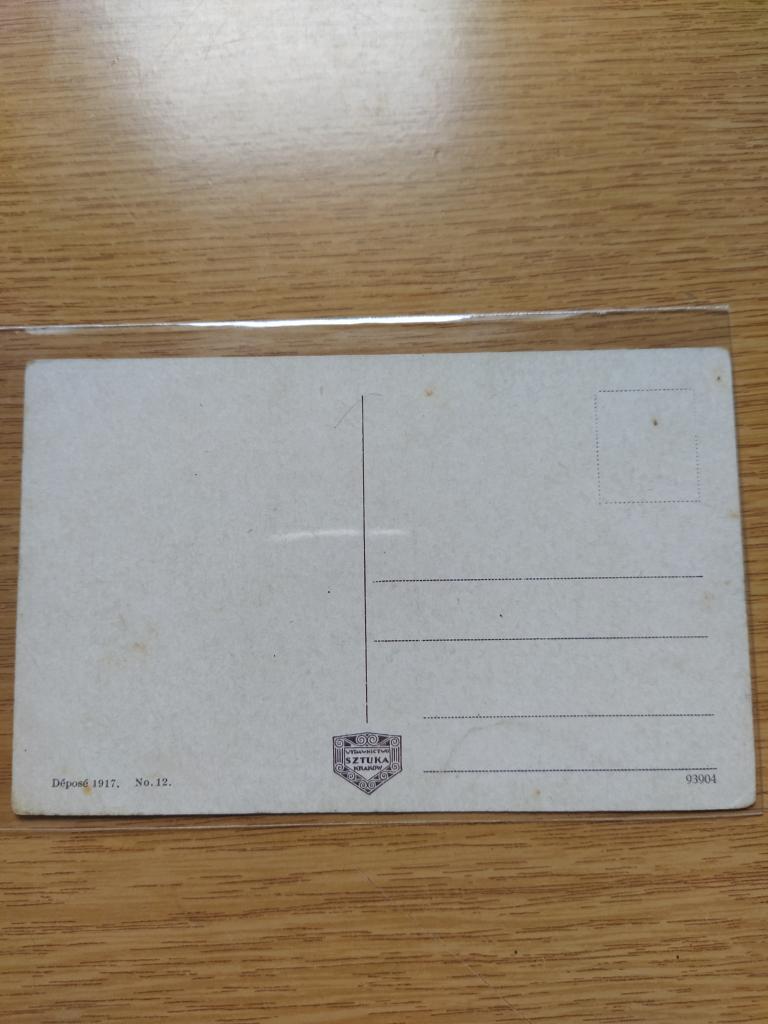 WYDAWNICTWO
SZTUKA
KRAKÓW
Déposé 1917. No. 12.
93904